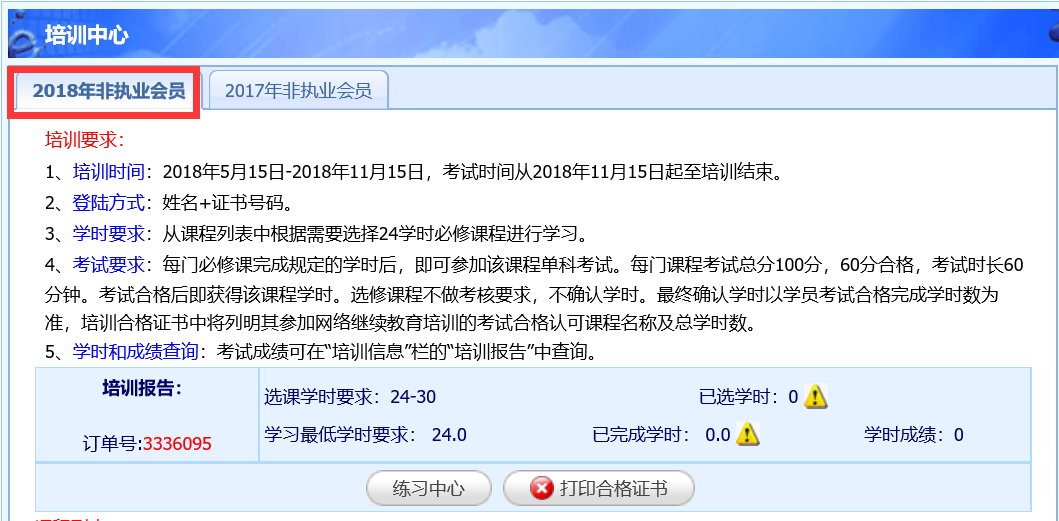 培训中心
2018年非执业会员 2017年非执业会员
培训要求：
1、培训时间：2018年5月15日-2018年11月15日，考试时间从2018年11月15日起至培训结束。
2、登陆方式：姓名+证书号码。
3、学时要求：从课程列表中根据需要选择24学时必修课程进行学习。
4、考试要求：每门必修课完成规定的学时后，即可参加该课程单科考试。每门课程考试总分100分，60分合格，考试时长60
分钟。考试合格后即获得该课程学时。选修课程不做考核要求，不确认学时。最终确认学时以学员考试合格完成学时数为
准，培训合格证书中将列明其参加网络继续教育培训的考试合格认可课程名称及总学时数。
5、学时和成绩查询：考试成绩可在“培训信息”栏的“培训报告”中查询。
培训报告：
订单号:3336095
选课学时要求：24-30 已选学时：0
学习最低学时要求： 24.0 已完成学时： 0.0 学时成绩：0
练习中心 打印合格证书